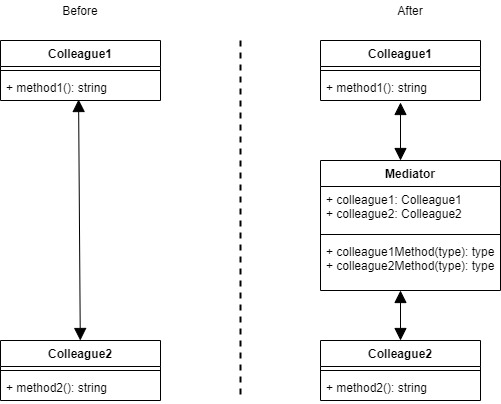 Before
After
Colleague1
+ method1(): string
Colleague1
+ method1(): string
Mediator
+ colleague1: Colleague1
+ colleague2: Colleague2
+ colleague1Method(type): type
+ colleague2Method(type): type
Colleague2
+ method2(): string
Colleague2
+ method2(): string